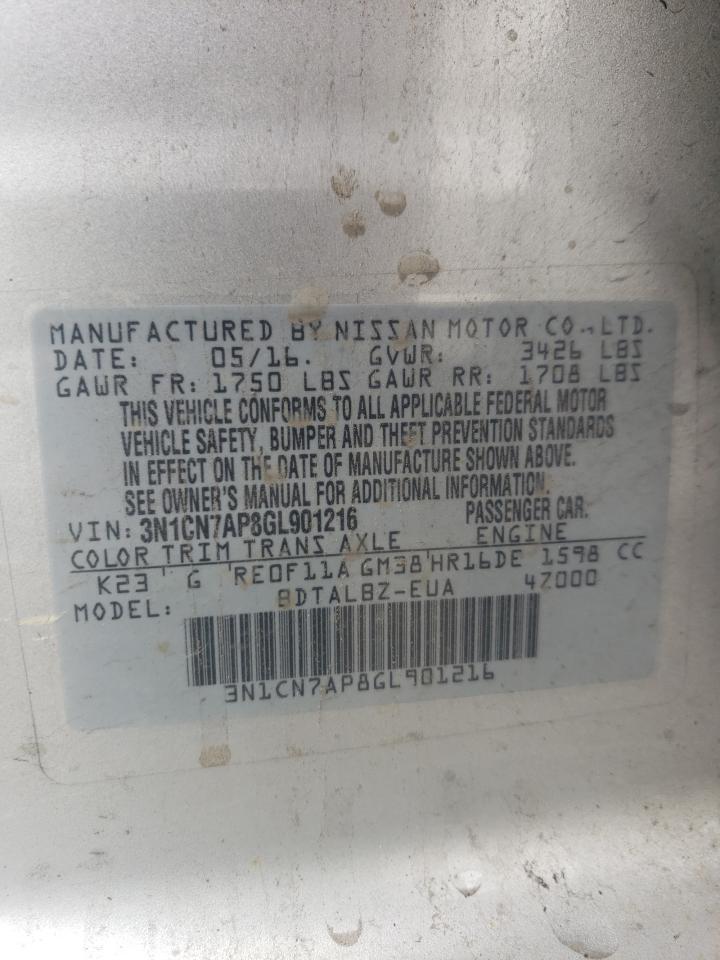 MANUFACTURED BY NISSAN MOTOR CO.,LTD.
DATE: 05/16. GVWR: 3426 LBS
GAWR FR: 1750 LBS GAWR RR: 1708 LBS
THIS VEHICLE CONFORMS TO ALL APPLICABLE FEDERAL MOTOR
VEHICLE SAFETY, BUMPER AND THEFT PREVENTION STANDARDS
IN EFFECT ON THE DATE OF MANUFACTURE SHOWN ABOVE.
SEE OWNER'S MANUAL FOR ADDITIONAL INFORMATION.
VIN: 3N1CN7AP8GL901216 PASSENGER CAR.
COLOR TRIM TRANS AXLE ENGINE
K23 G RE0F11A GM38 HR16DE 1598 CC
MODEL: BDTALBZ-EUA 4Z000
3N1CN7AP8GL901216